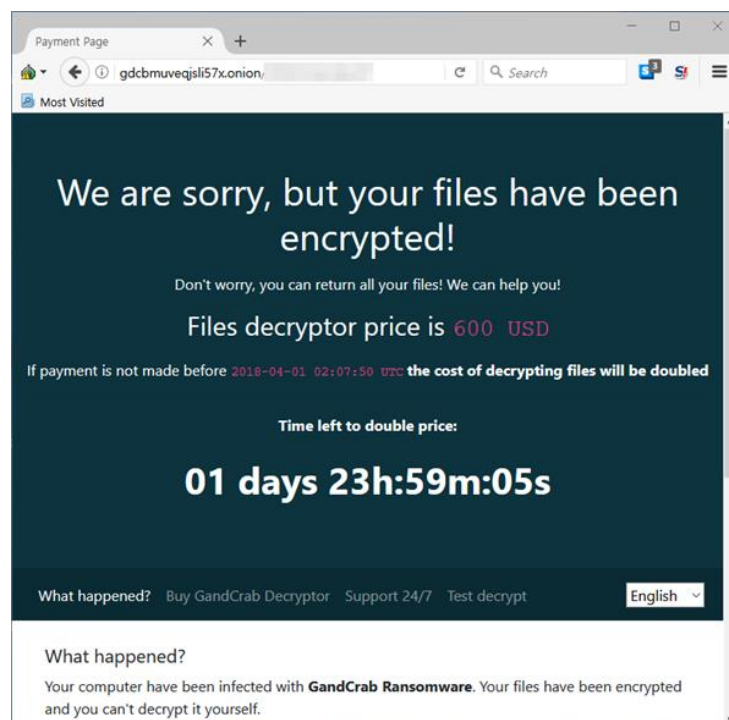 Payment Page
gdcbmuveqjsli57x.onion/
Search
3
Most Visited
We are sorry, but your files have been
encrypted!
Don't worry, you can return all your files! We can help you!
Files decryptor price is 600 USD
If payment is not made before 2018-04-01 02:07:50 UTC the cost of decrypting files will be doubled
Time left to double price:
01 days 23h:59m:05s
What happened? Buy GandCrab Decryptor Support 24/7 Test decrypt English
What happened?
Your computer have been infected with GandCrab Ransomware. Your files have been encrypted
and you can't decrypt it yourself.